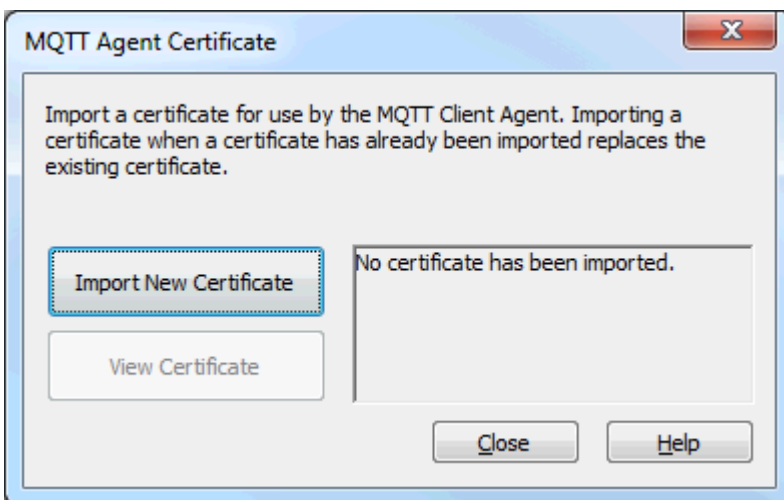 MQTT Agent Certificate
Import a certificate for use by the MQTT Client Agent. Importing a
certificate when a certificate has already been imported replaces the
existing certificate.
Import New Certificate
No certificate has been imported.
View Certificate
Close
Help